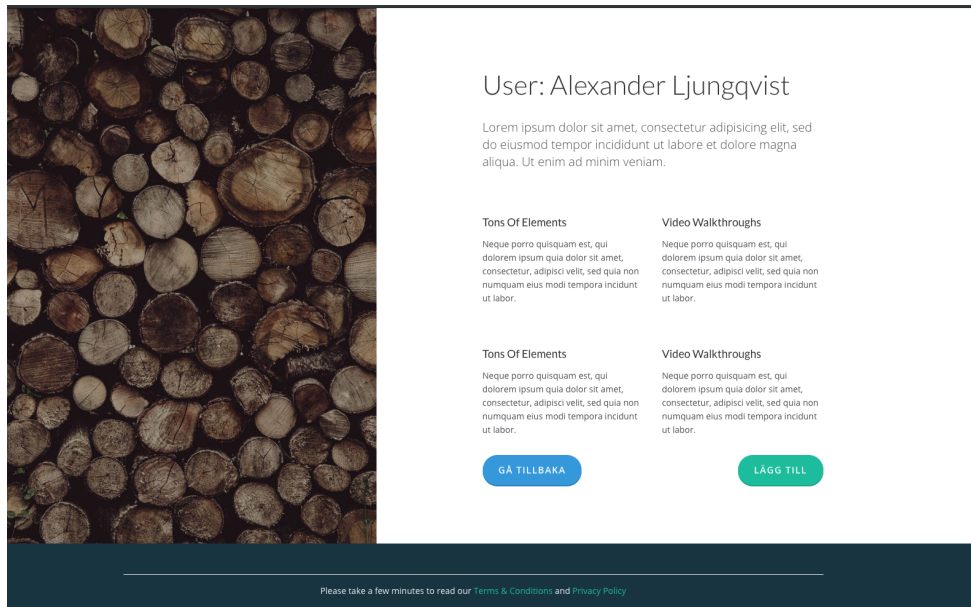 User: Alexander Ljungqvist
Lorem ipsum dolor sit amet, consectetur adipisicing elit, sed
do eiusmod tempor incididunt ut labore et dolore magna
aliqua. Ut enim ad minim veniam.
Tons Of Elements
Neque porro quisquam est, qui
dolorem ipsum quia dolor sit amet,
consectetur, adipisci velit, sed quia non
numquam eius modi tempora incidunt
ut labor.
Video Walkthroughs
Neque porro quisquam est, qui
dolorem ipsum quia dolor sit amet,
consectetur, adipisci velit, sed quia non
numquam eius modi tempora incidunt
ut labor.
Tons Of Elements
Neque porro quisquam est, qui
dolorem ipsum quia dolor sit amet,
consectetur, adipisci velit, sed quia non
numquam eius modi tempora incidunt
ut labor.
Video Walkthroughs
Neque porro quisquam est, qui
dolorem ipsum quia dolor sit amet,
consectetur, adipisci velit, sed quia non
numquam eius modi tempora incidunt
ut labor.
GÅ TILLBAKA
LÄGG TILL
Please take a few minutes to read our Terms & Conditions and Privacy Policy